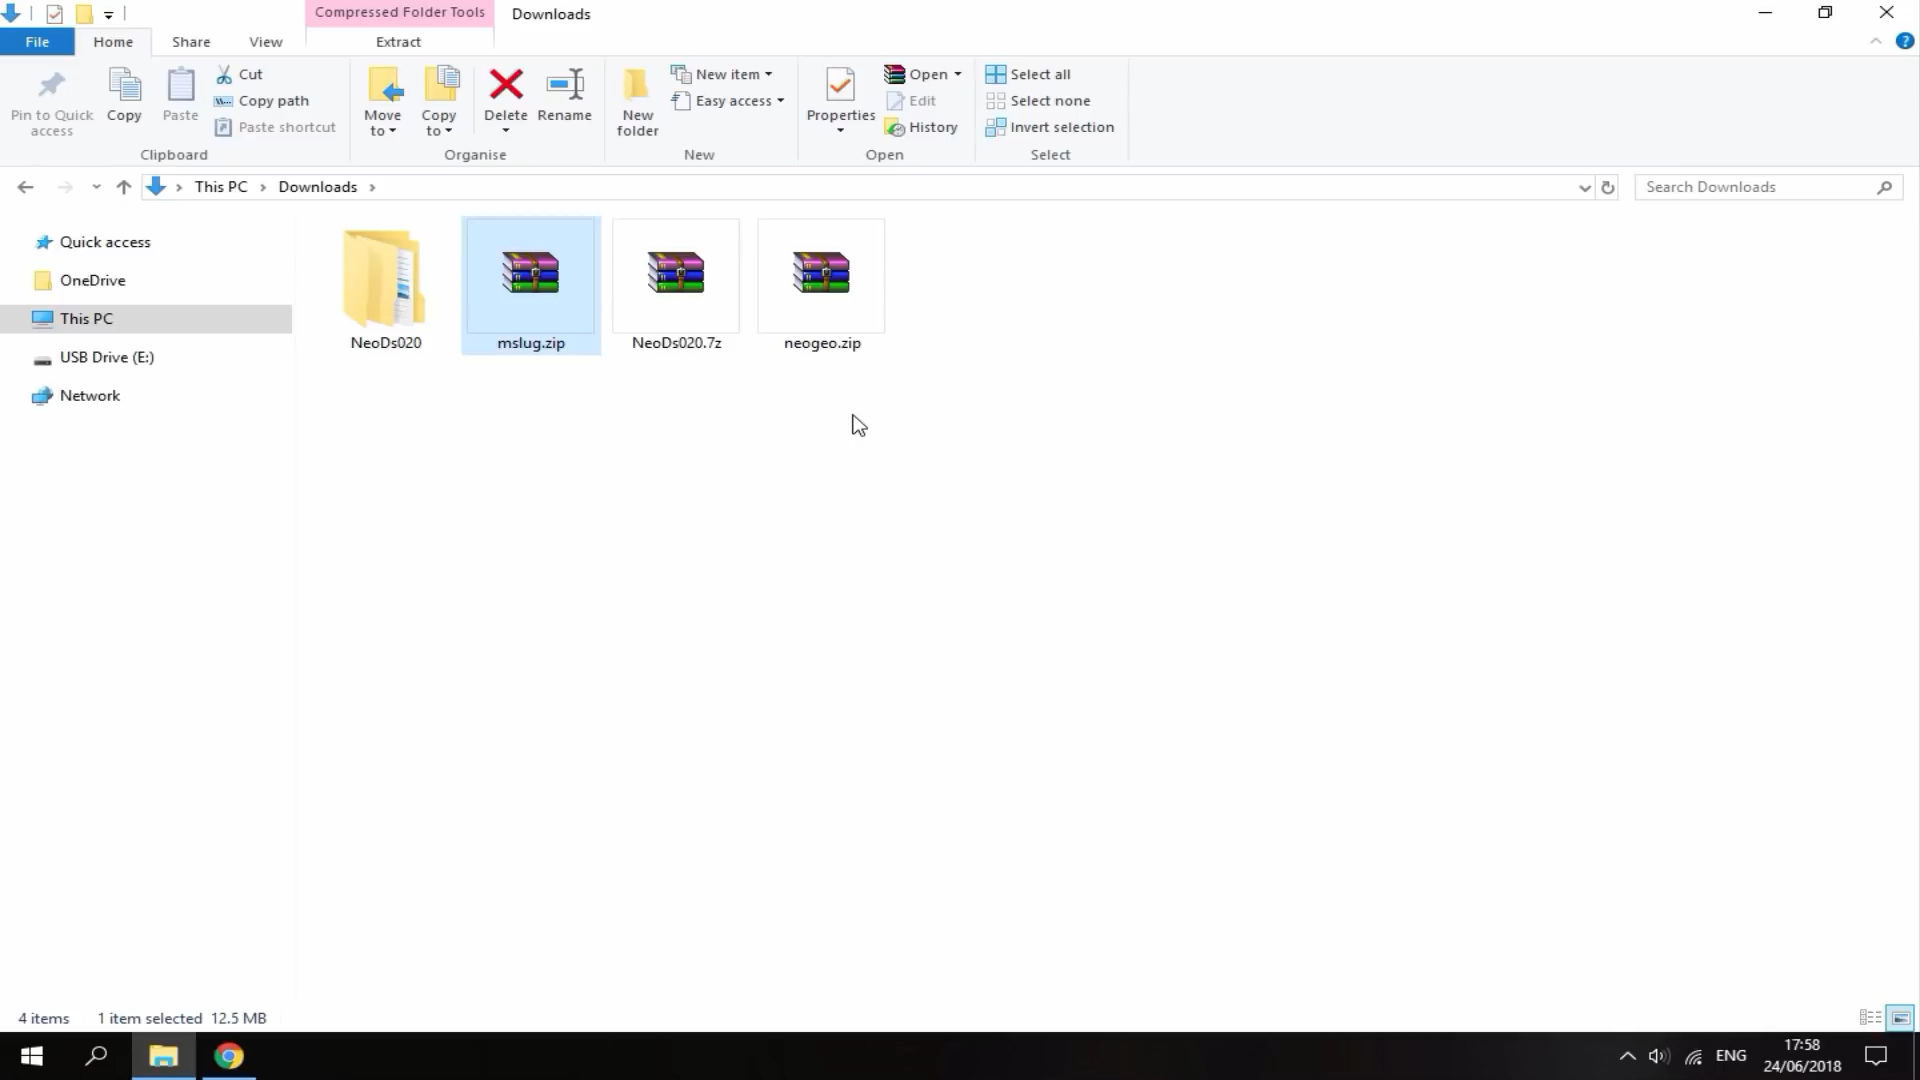 Compressed Folder Tools
Downloads
File
Home
Share
View
Extract
Pin to Quick access
Copy
Paste
Cut
Copy path
Paste shortcut
Clipboard
Move to
Copy to
Delete
Rename
Organise
New folder
New item
Easy access
New
Properties
Open
Edit
History
Open
Select all
Select none
Invert selection
Select
This PC
Downloads
Search Downloads
Quick access
OneDrive
This PC
USB Drive (E:)
Network
NeoDs020
mslug.zip
NeoDs020.7z
neogeo.zip
4 items
1 item selected 12.5 MB
ENG
17:58
24/06/2018